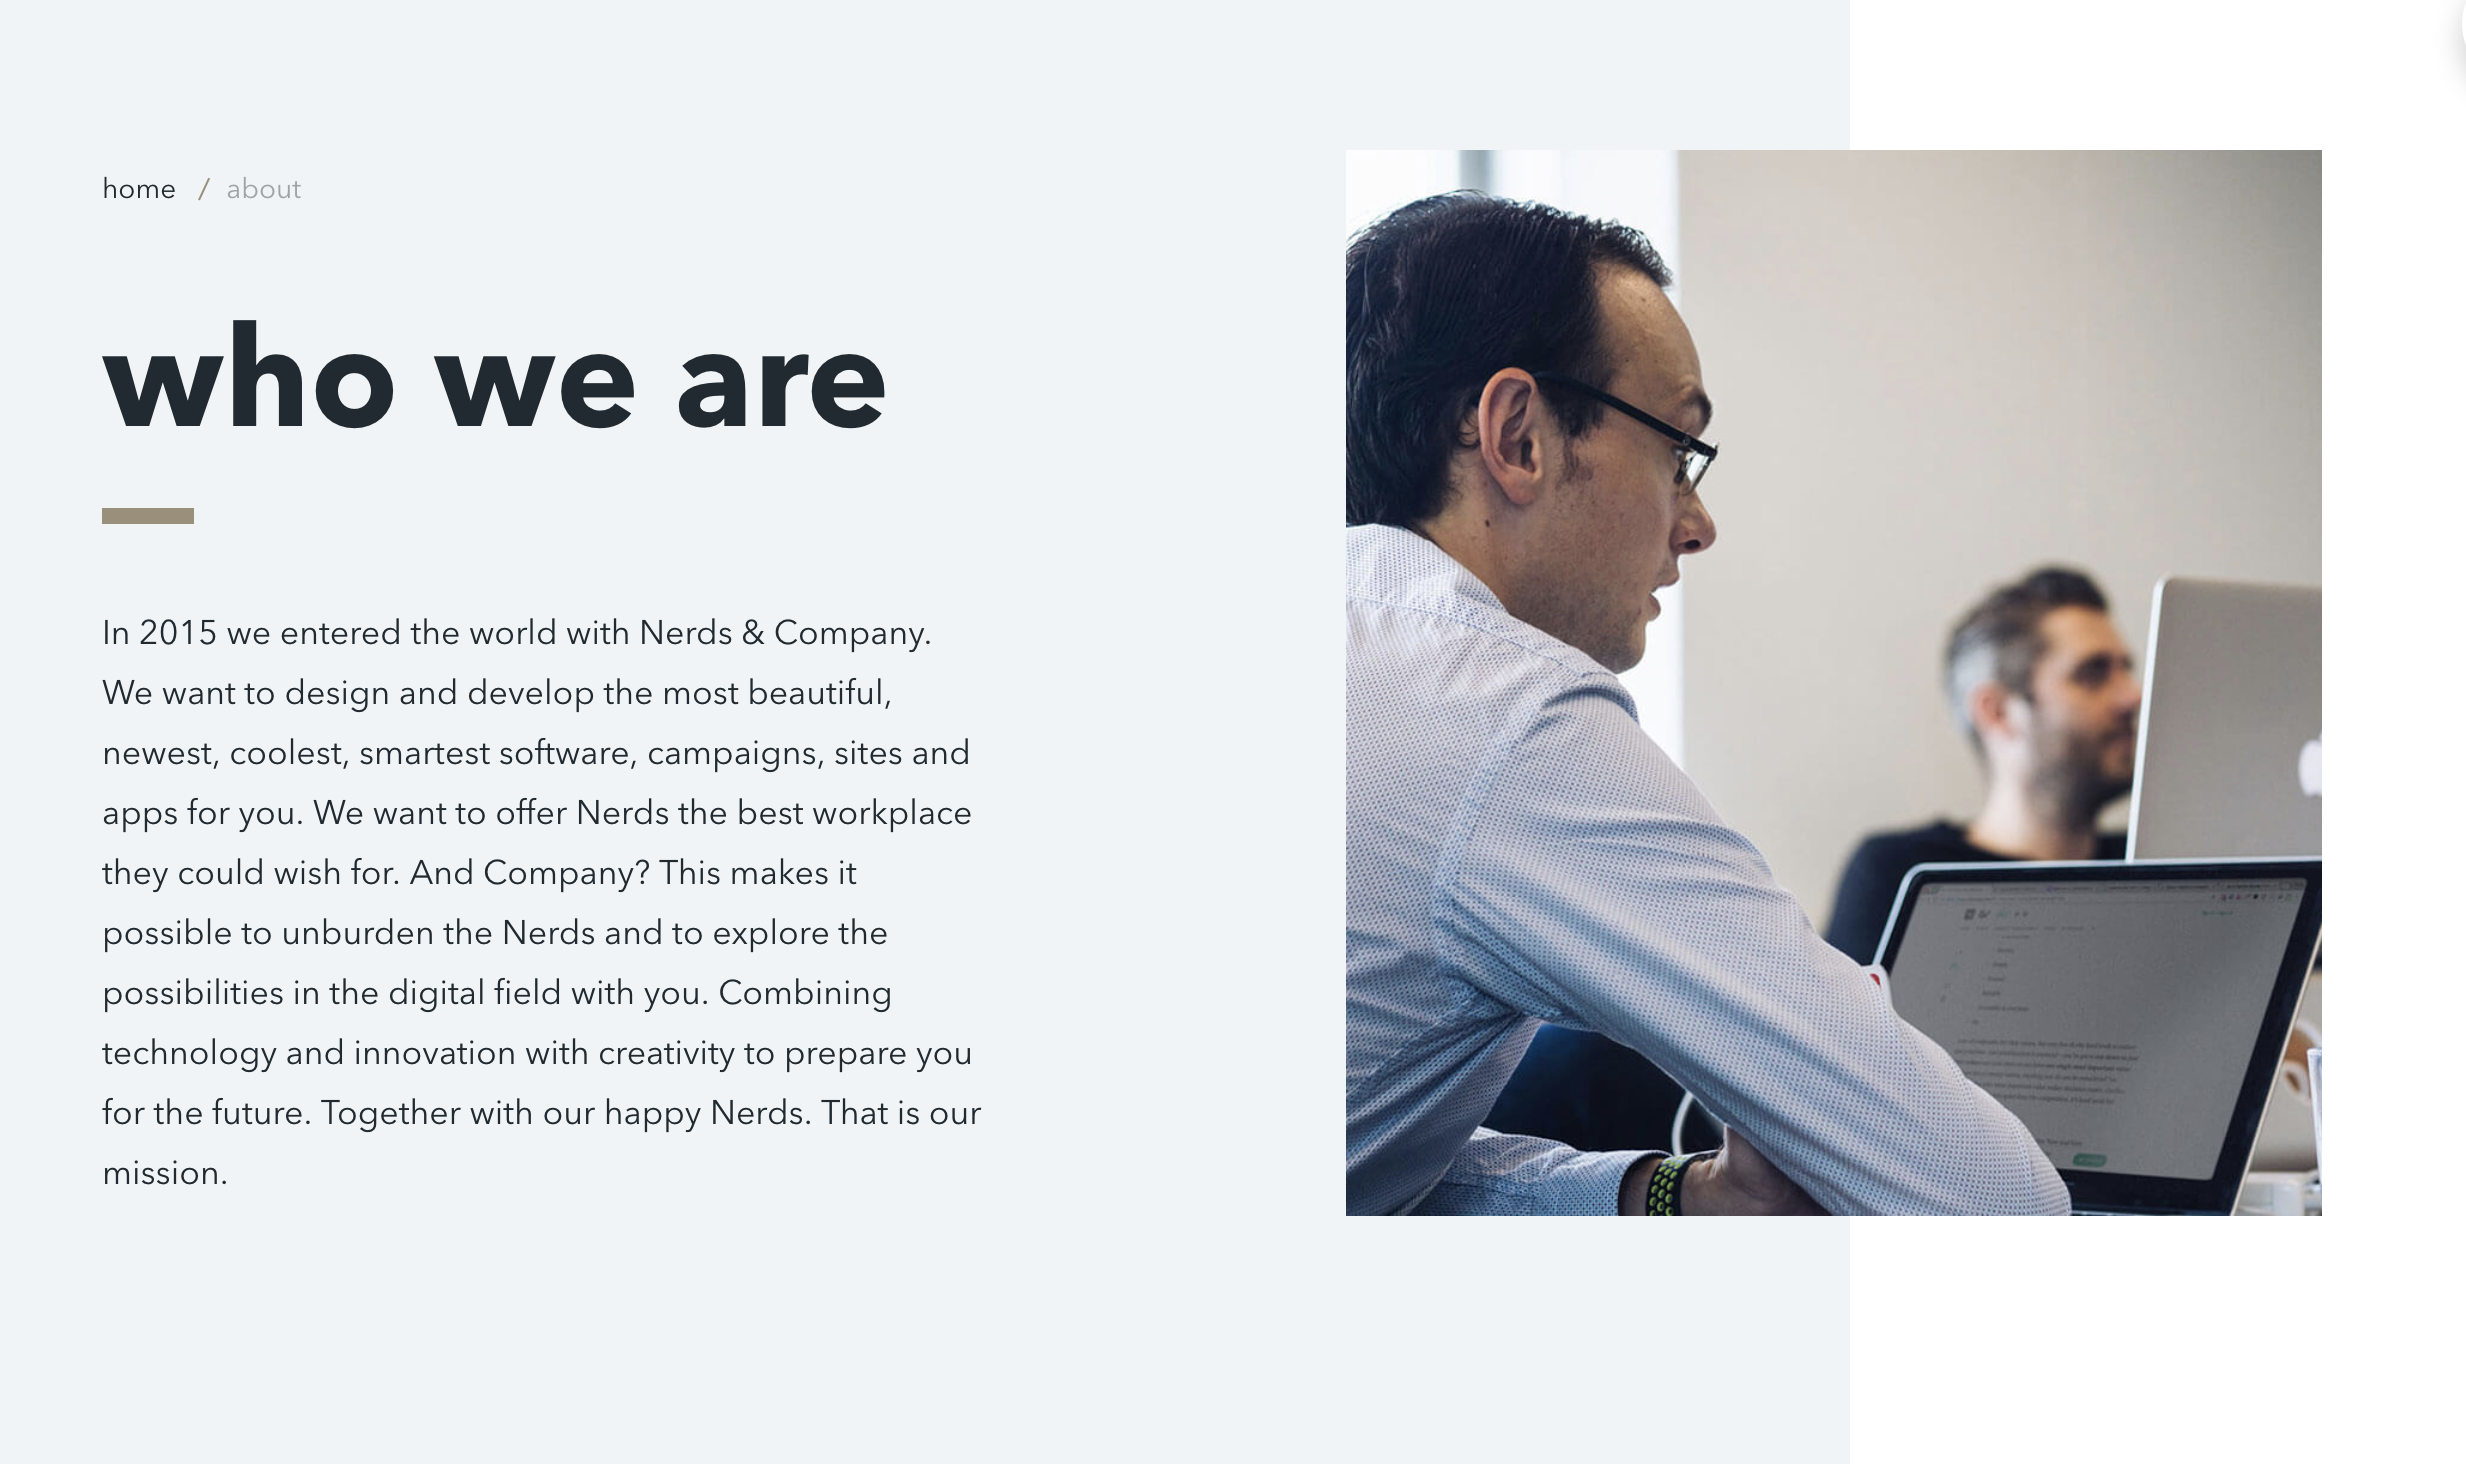 home / about
who we are
In 2015 we entered the world with Nerds & Company.
We want to design and develop the most beautiful,
newest, coolest, smartest software, campaigns, sites and
apps for you. We want to offer Nerds the best workplace
they could wish for. And Company? This makes it
possible to unburden the Nerds and to explore the
possibilities in the digital field with you. Combining
technology and innovation with creativity to prepare you
for the future. Together with our happy Nerds. That is our
mission.